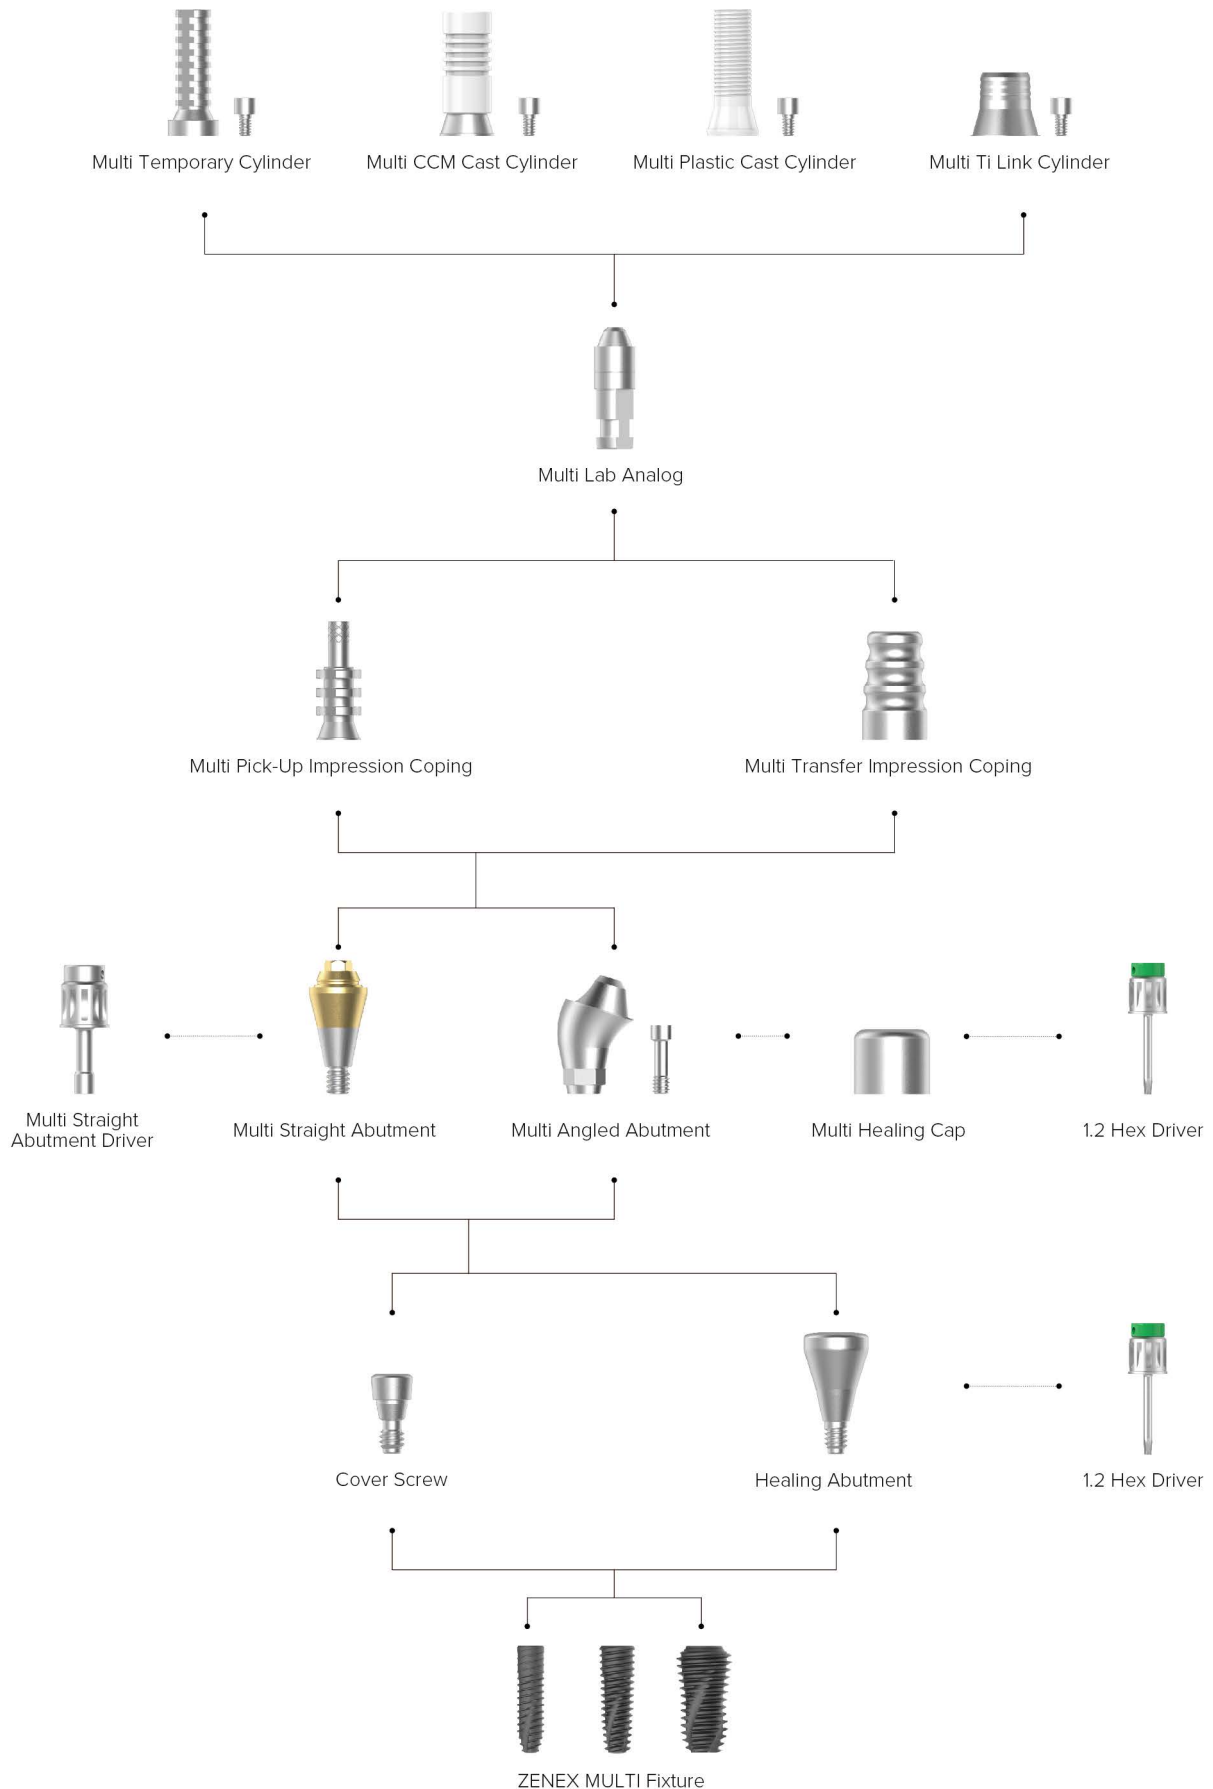 Multi Temporary Cylinder
Multi CCM Cast Cylinder
Multi Plastic Cast Cylinder
Multi Ti Link Cylinder
Multi Lab Analog
Multi Pick-Up Impression Coping
Multi Transfer Impression Coping
Multi Straight
Abutment Driver
Multi Straight Abutment
Multi Angled Abutment
Multi Healing Cap
1.2 Hex Driver
Cover Screw
Healing Abutment
1.2 Hex Driver
ZENEX MULTI Fixture